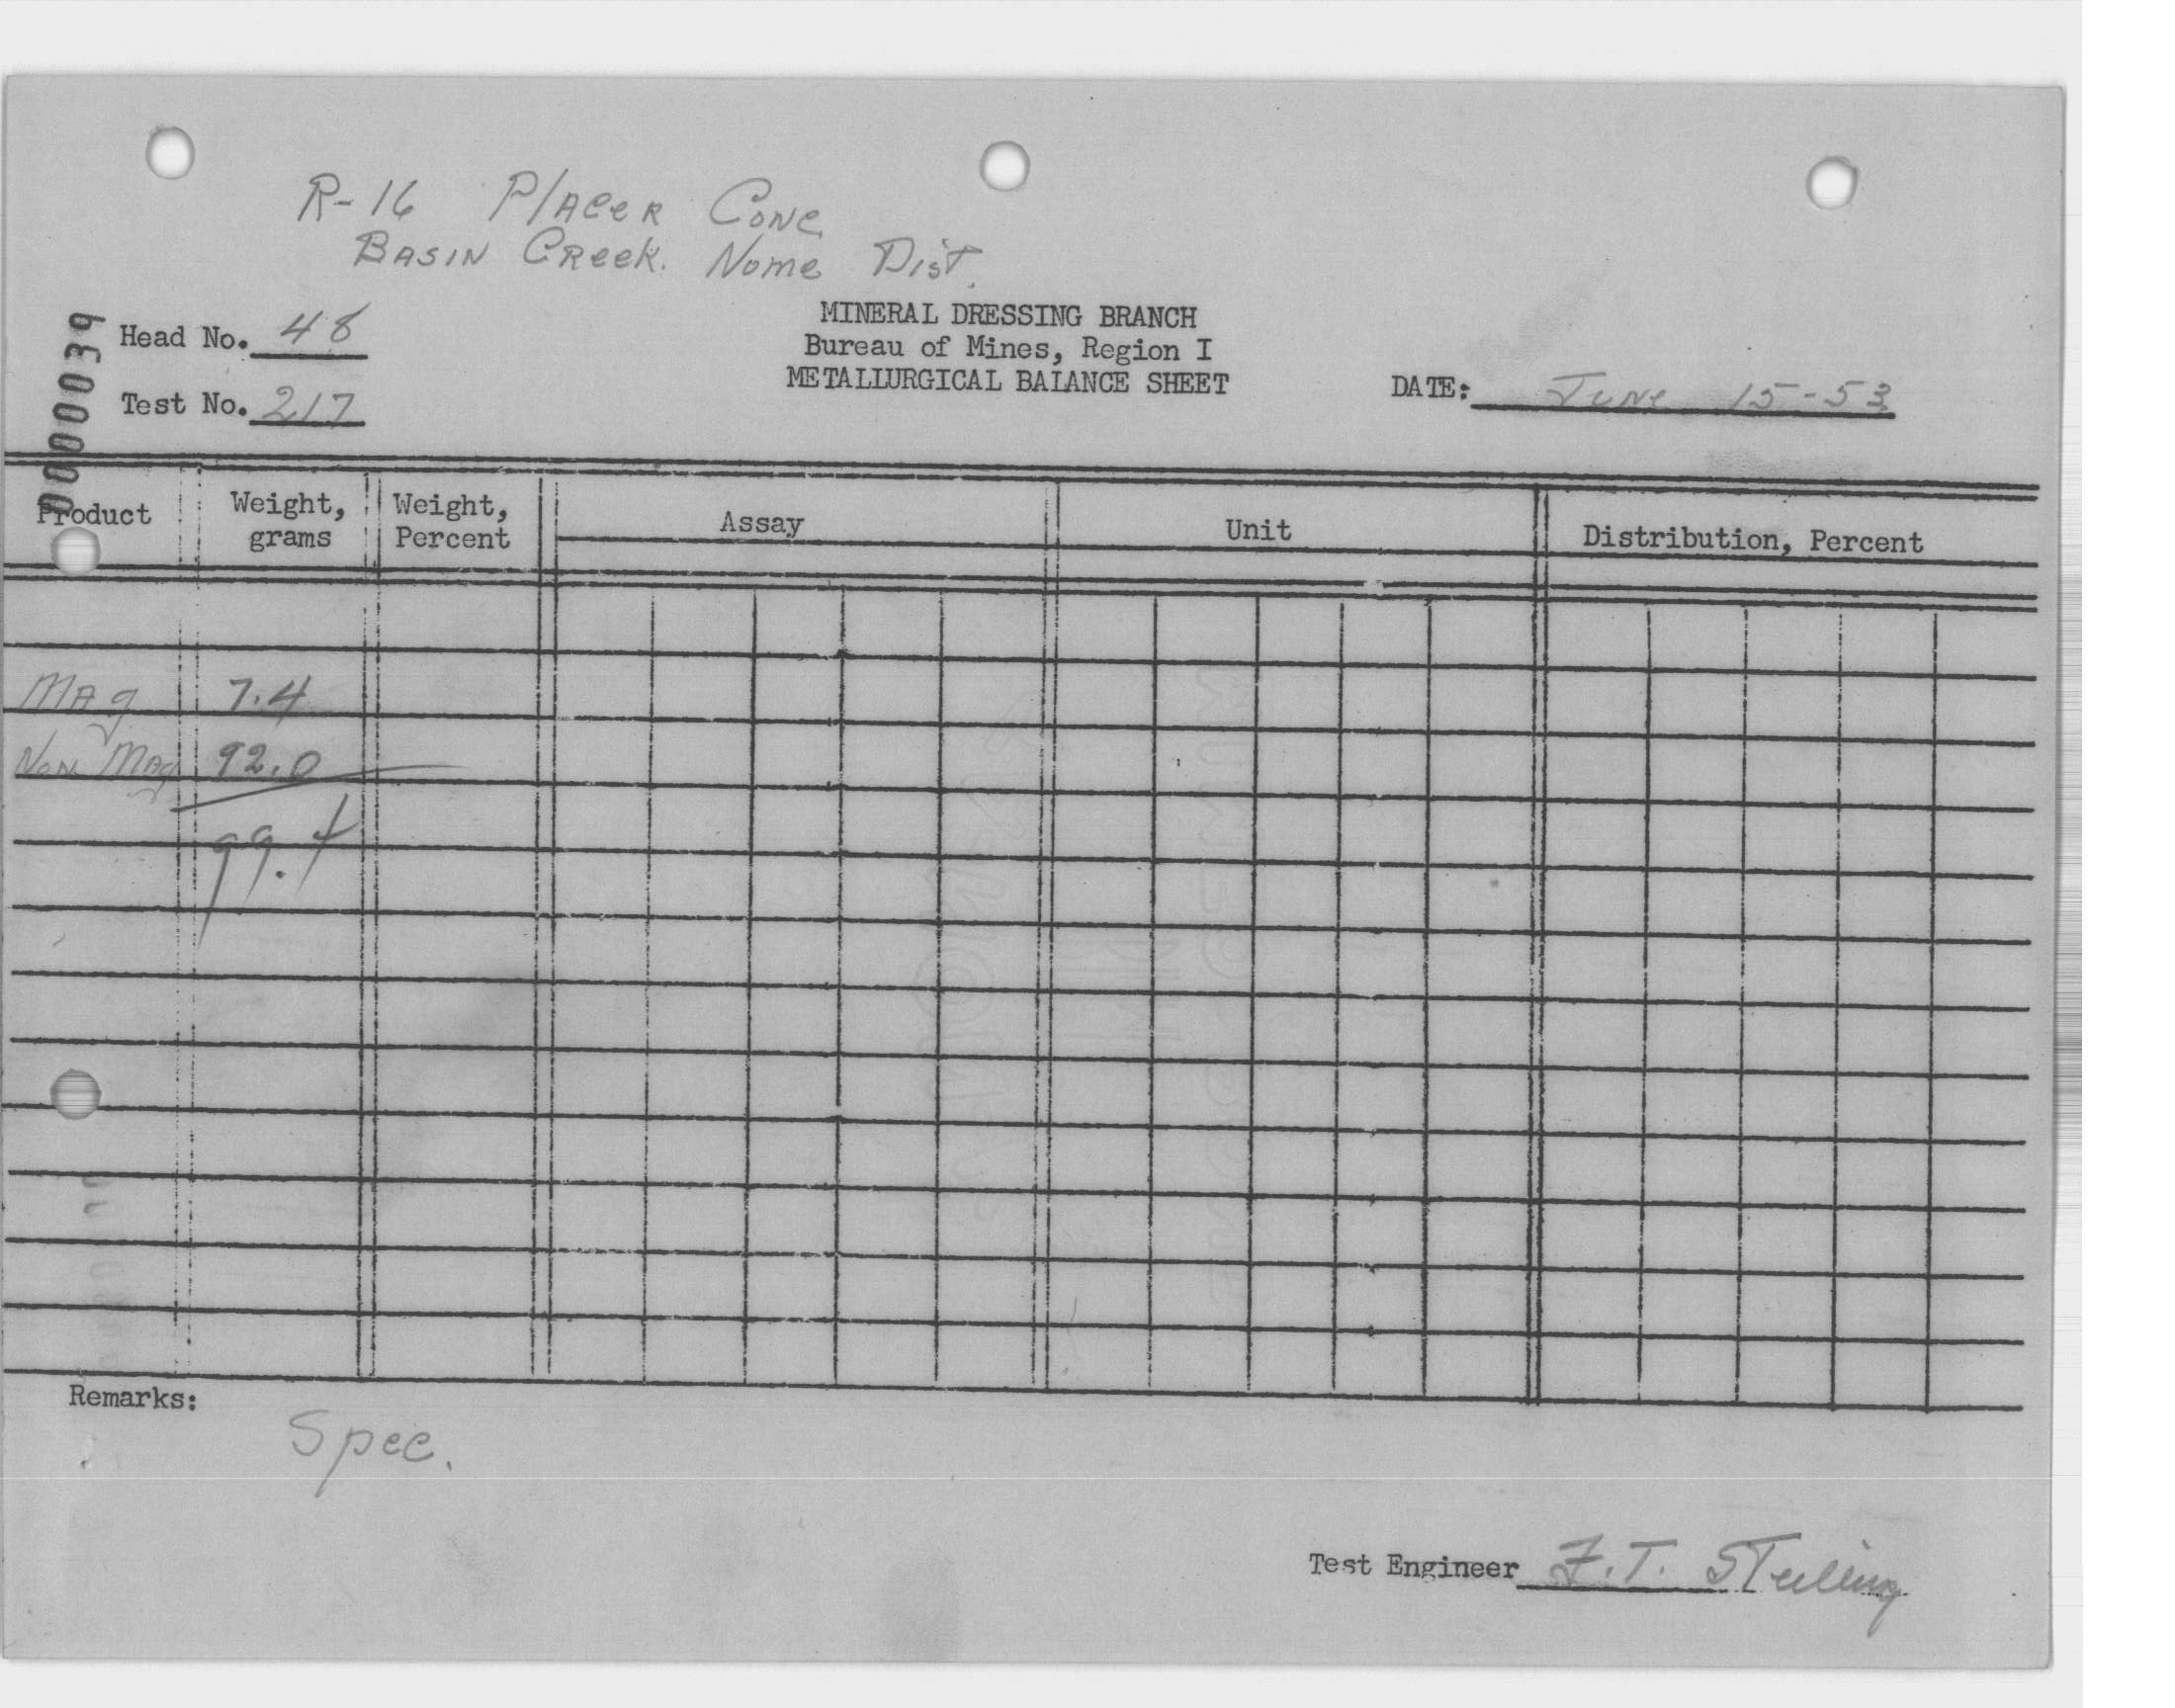 R-16 Placer Conc
Basin Creek. Nome Dist.
0000039
Head No. 48
Test No. 217
MINERAL DRESSING BRANCH
Bureau of Mines, Region I
METALLURGICAL BALANCE SHEET
DATE: June 15-53
Product Weight, grams Weight, Percent Assay Unit Distribution, Percent
Mag 7.4
Non Mag 92.0
99.4
Remarks:
Spec.
Test Engineer F.T.